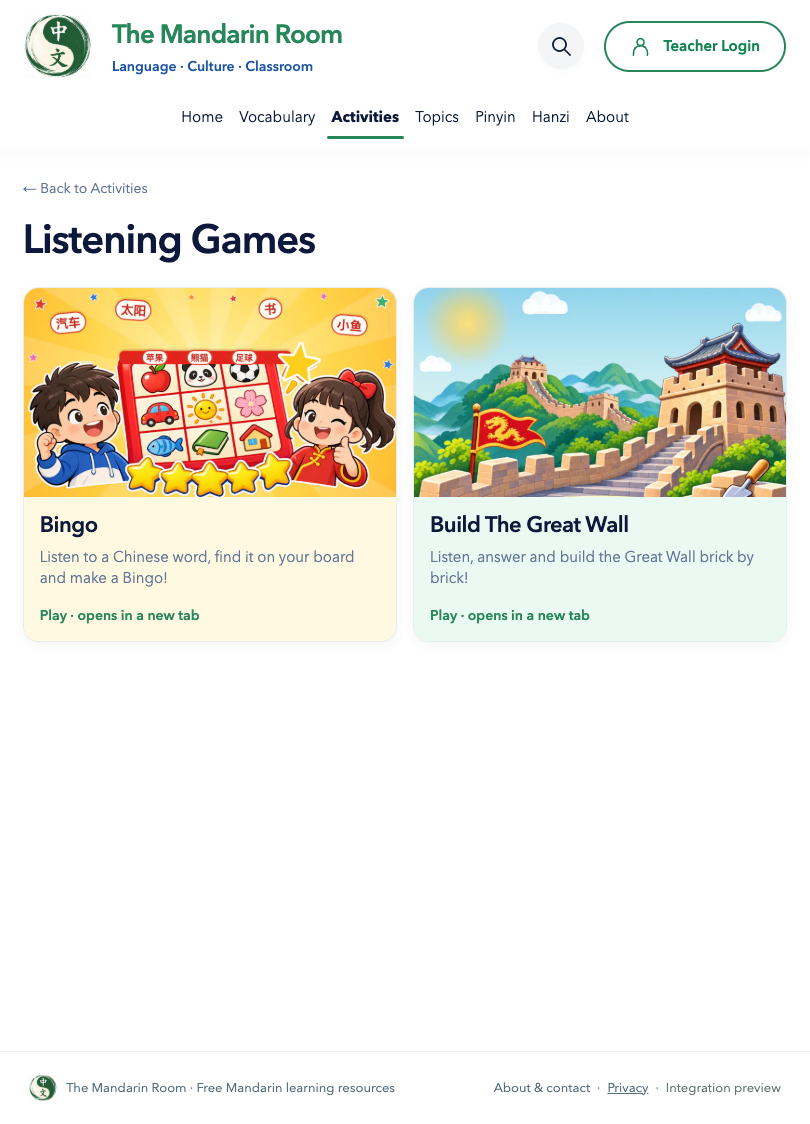 中
文
The Mandarin Room
Language · Culture · Classroom
Teacher Login
Home Vocabulary Activities Topics Pinyin Hanzi About
← Back to Activities
Listening Games
汽车
太阳
书
小鱼
苹果 熊猫 足球
Bingo
Listen to a Chinese word, find it on your board
and make a Bingo!
Play · opens in a new tab
Build The Great Wall
Listen, answer and build the Great Wall brick by
brick!
Play · opens in a new tab
中
文
The Mandarin Room · Free Mandarin learning resources
About & contact · Privacy · Integration preview